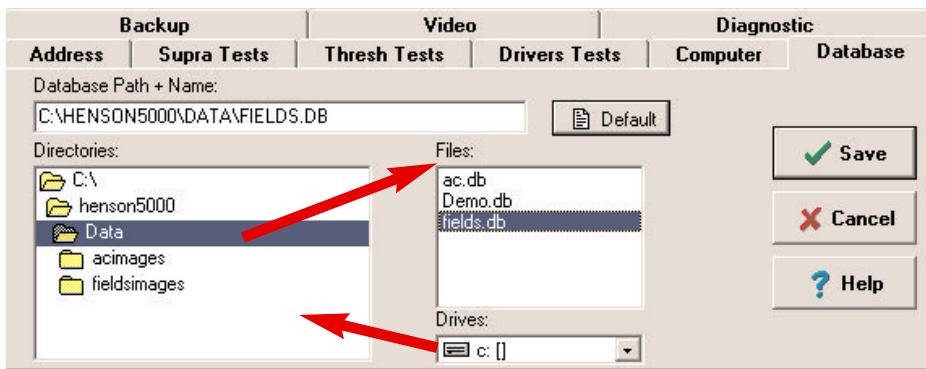 Backup Video Diagnostic
Address Supra Tests Thresh Tests Drivers Tests Computer Database
Database Path + Name:
C:\HENSON5000\DATA\FIELDS.DB
Default
Directories:
Files:
C:\
henson5000
Data
acimages
fieldsimages
ac.db
Demo.db
fields.db
Drives:
c: []
Save
Cancel
Help